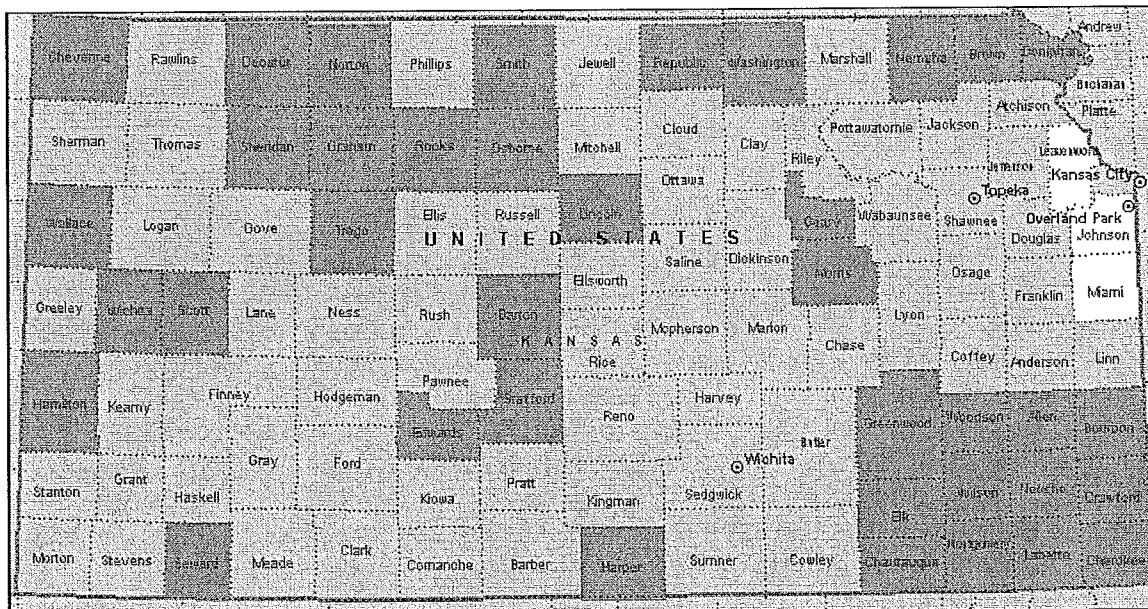 Cheyenne Rawlins Decatur Norton Phillips Smith Jewell Republic Washington Marshall Nemaha Brown Doniphan Andrew
Buchanan
Sherman Thomas Sheridan Graham Rooks Osborne Mitchell Cloud Clay Riley Pottawatomie Jackson Atchison Platte
Leavenworth
Ottawa Jefferson Kansas City
Topeka
Wallace Logan Gove Trego Ellis Russell Lincoln Geary Wabaunsee Shawnee Overland Park
UNITED STATES
Douglas Johnson
Saline Dickinson Morris
Ellsworth Osage
Greeley Wichita Scott Lane Ness Rush Barton Mcpherson Marion Lyon Franklin Miami
KANSAS
Rice Chase Coffey Anderson Linn
Hamilton Kearny Finney Hodgeman Pawnee Stafford Reno Harvey
Edwards Greenwood Woodson Allen Bourbon
Butler
Gray Ford Wichita
Stanton Grant Haskell Kiowa Pratt Kingman Sedgwick Elk Wilson Neosho Crawford
Morton Stevens Seward Meade Clark Comanche Barber Harper Sumner Cowley Chautauqua Montgomery Labette Cherokee